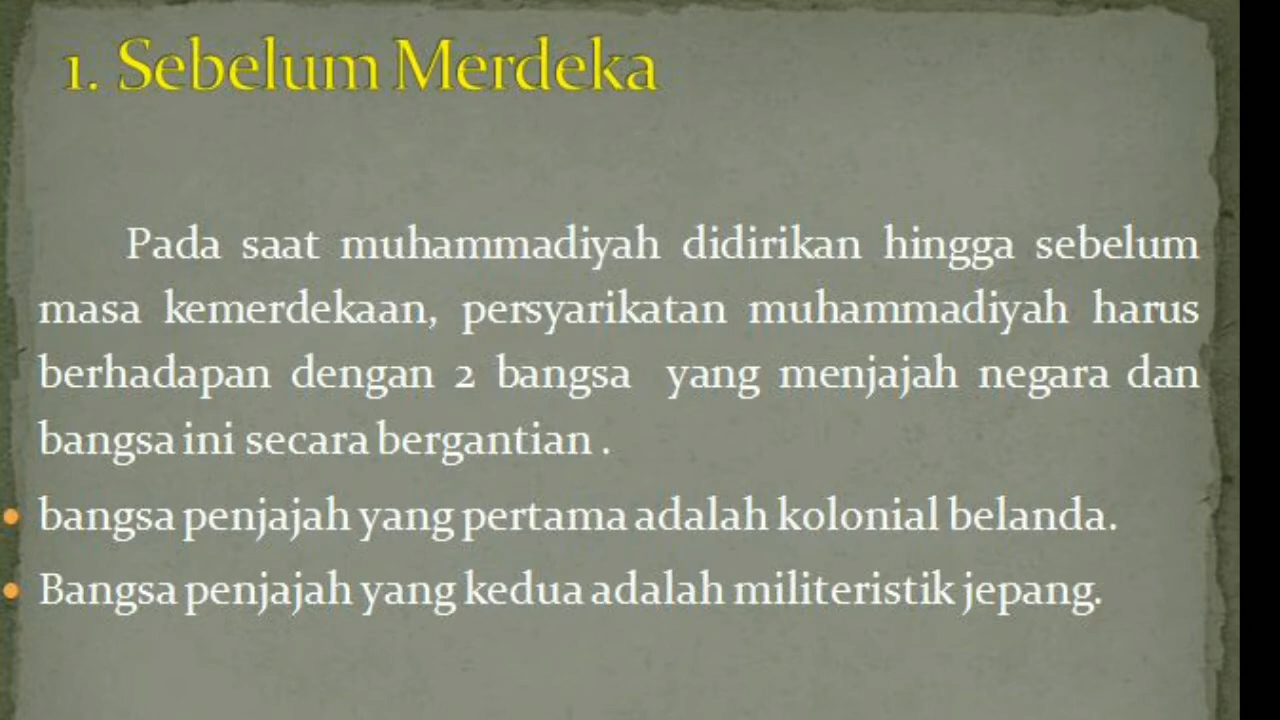 1. Sebelum Merdeka
Pada saat muhammadiyah didirikan hingga sebelum
masa kemerdekaan, persyarikatan muhammadiyah harus
berhadapan dengan 2 bangsa yang menjajah negara dan
bangsa ini secara bergantian .
• bangsa penjajah yang pertama adalah kolonial belanda.
• Bangsa penjajah yang kedua adalah militeristik jepang.